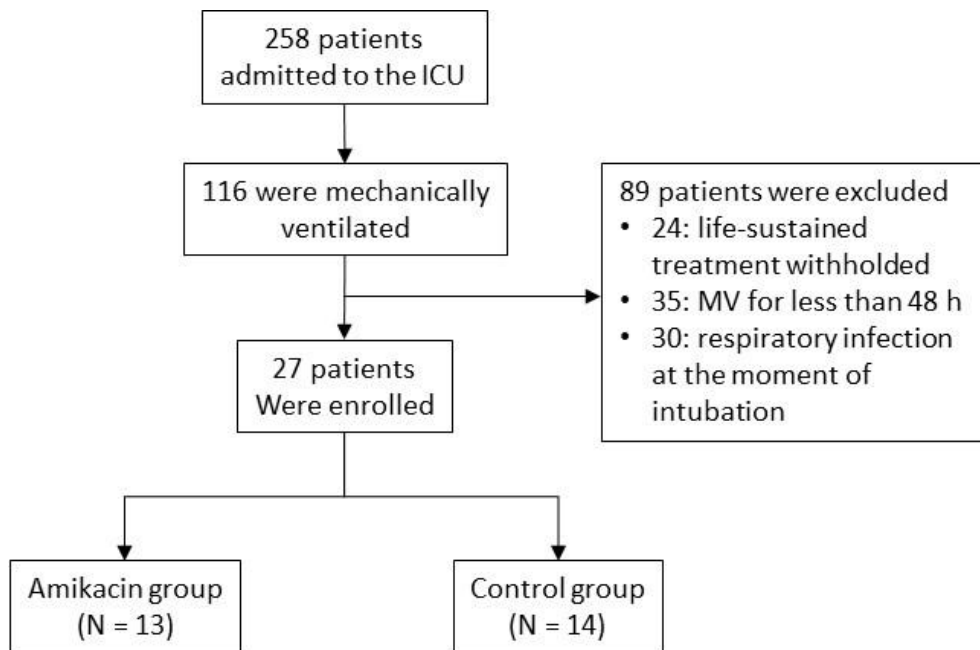 258 patients
admitted to the ICU
116 were mechanically
ventilated
89 patients were excluded
• 24: life-sustained
treatment withholded
• 35: MV for less than 48 h
• 30: respiratory infection
at the moment of
intubation
27 patients
Were enrolled
Amikacin group
(N = 13)
Control group
(N = 14)